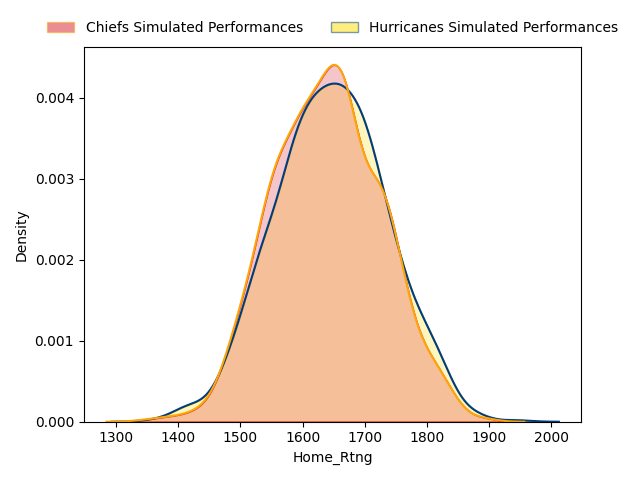 Chiefs Simulated Performances
Hurricanes Simulated Performances
0.004
0.003
0.002
0.001
0.000
Density
1300 1400 1500 1600 1700 1800 1900 2000
Home_Rtng